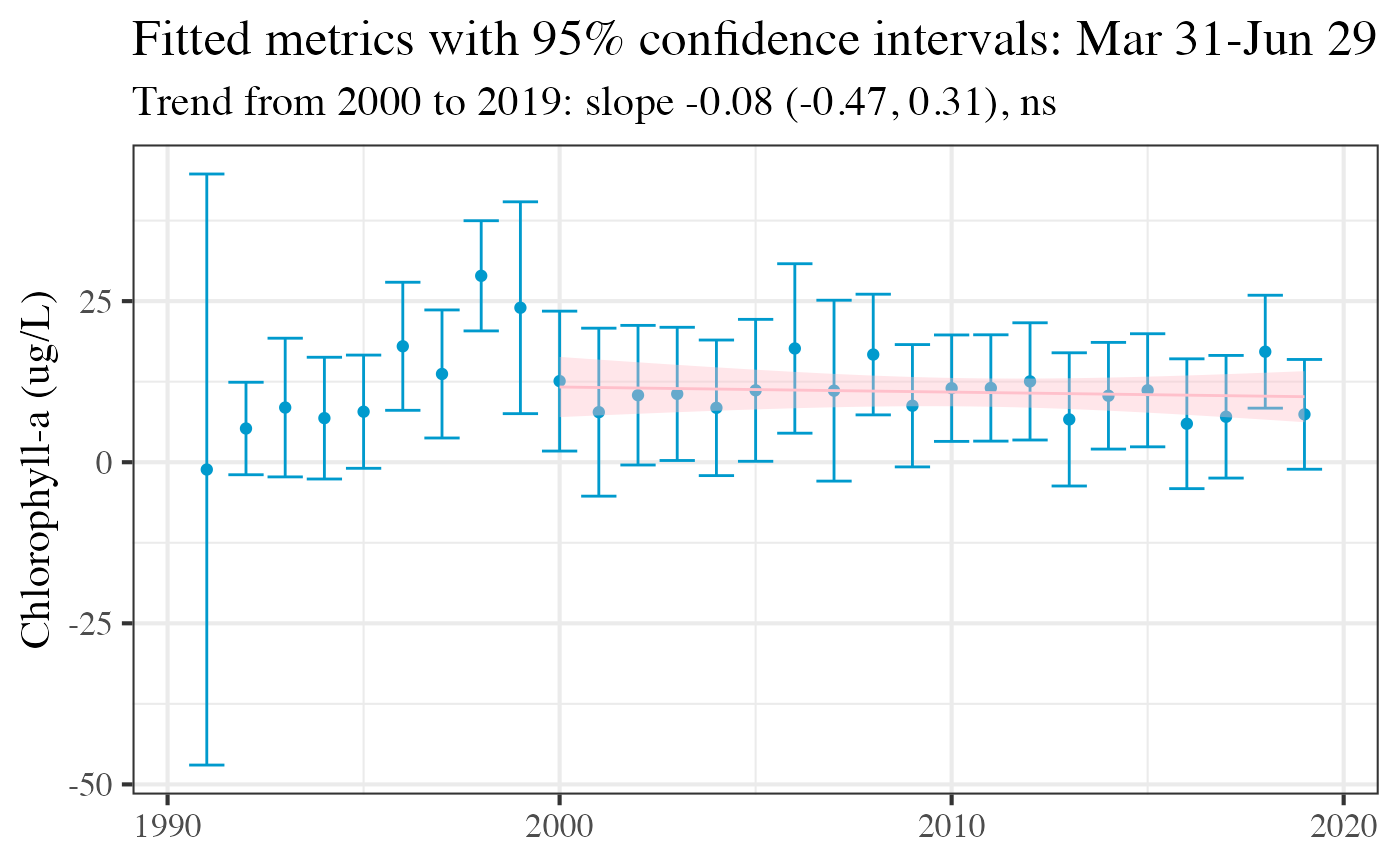 Fitted metrics with 95% confidence intervals: Mar 31-Jun 29
Trend from 2000 to 2019: slope -0.08 (-0.47, 0.31), ns
Chlorophyll-a (ug/L)
25
0
-25
-50
1990
2000
2010
2020